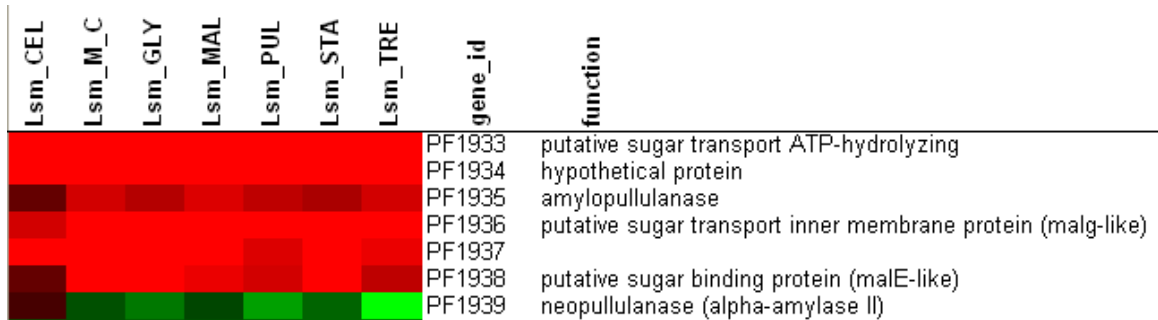 Lsm_CEL Lsm_M_C Lsm_GLY Lsm_MAL Lsm_PUL Lsm_STA Lsm_TRE gene_id function
PF1933 putative sugar transport ATP-hydrolyzing
PF1934 hypothetical protein
PF1935 amylopullulanase
PF1936 putative sugar transport inner membrane protein (malg-like)
PF1937
PF1938 putative sugar binding protein (malE-like)
PF1939 neopullulanase (alpha-amylase II)